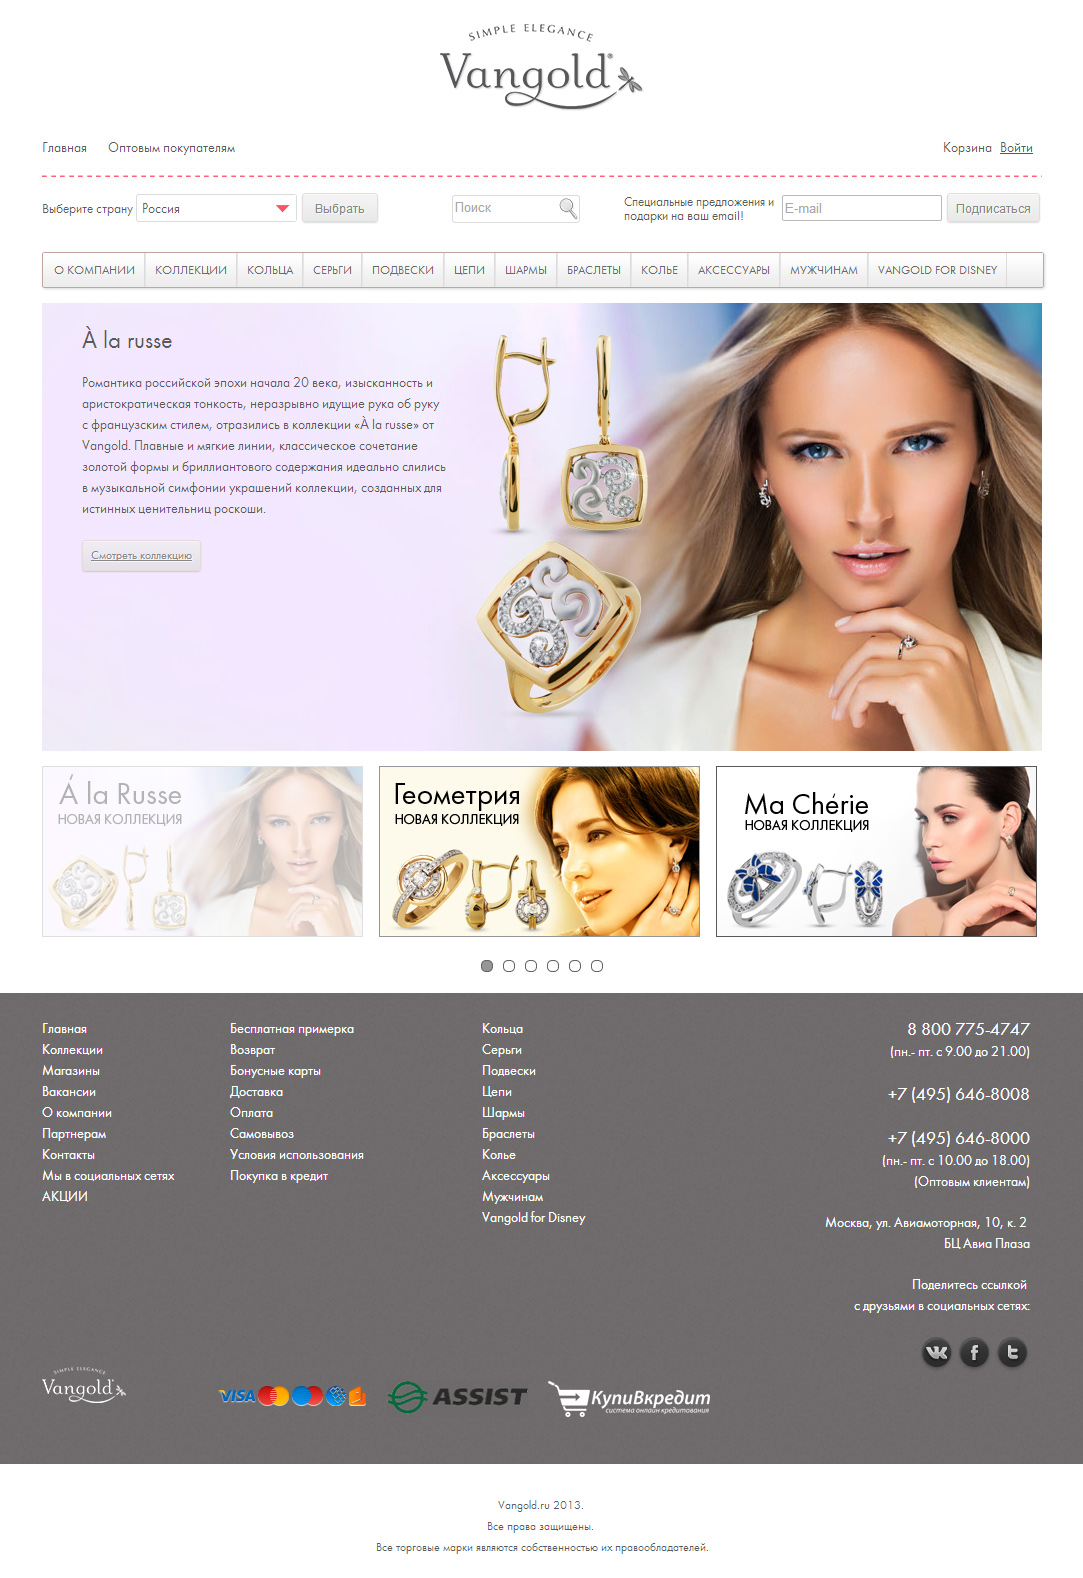 SIMPLE ELEGANCE
Vangold®
Главная Оптовым покупателям Корзина Войти
Выберите страну Россия Выбрать Поиск
Специальные предложения и
подарки на ваш email!
E-mail Подписаться
О КОМПАНИИ КОЛЛЕКЦИИ КОЛЬЦА СЕРЬГИ ПОДВЕСКИ ЦЕПИ ШАРМЫ БРАСЛЕТЫ КОЛЬЕ АКСЕССУАРЫ МУЖЧИНАМ VANGOLD FOR DISNEY
À la russe
Романтика российской эпохи начала 20 века, изысканность и
аристократическая тонкость, неразрывно идущие рука об руку
с французским стилем, отразились в коллекции «À la russe» от
Vangold. Плавные и мягкие линии, классическое сочетание
золотой формы и бриллиантового содержания идеально слились
в музыкальной симфонии украшений коллекции, созданных для
истинных ценительниц роскоши.
Смотреть коллекцию
Á la Russe
НОВАЯ КОЛЛЕКЦИЯ
Геометрия
НОВАЯ КОЛЛЕКЦИЯ
Ma Chérie
НОВАЯ КОЛЛЕКЦИЯ
Главная
Коллекции
Магазины
Вакансии
О компании
Партнерам
Контакты
Мы в социальных сетях
АКЦИИ
Бесплатная примерка
Возврат
Бонусные карты
Доставка
Оплата
Самовывоз
Условия использования
Покупка в кредит
Кольца
Серьги
Подвески
Цепи
Шармы
Браслеты
Колье
Аксессуары
Мужчинам
Vangold for Disney
8 800 775-4747
(пн.- пт. с 9.00 до 21.00)
+7 (495) 646-8008
+7 (495) 646-8000
(пн.- пт. с 10.00 до 18.00)
(Оптовым клиентам)
Москва, ул. Авиамоторная, 10, к. 2
БЦ Авиа Плаза
Поделитесь ссылкой
с друзьями в социальных сетях:
SIMPLE ELEGANCE
Vangold
VISA ASSIST КупиВкредит
система онлайн кредитования
Vangold.ru 2013.
Все права защищены.
Все торговые марки являются собственностью их правообладателей.